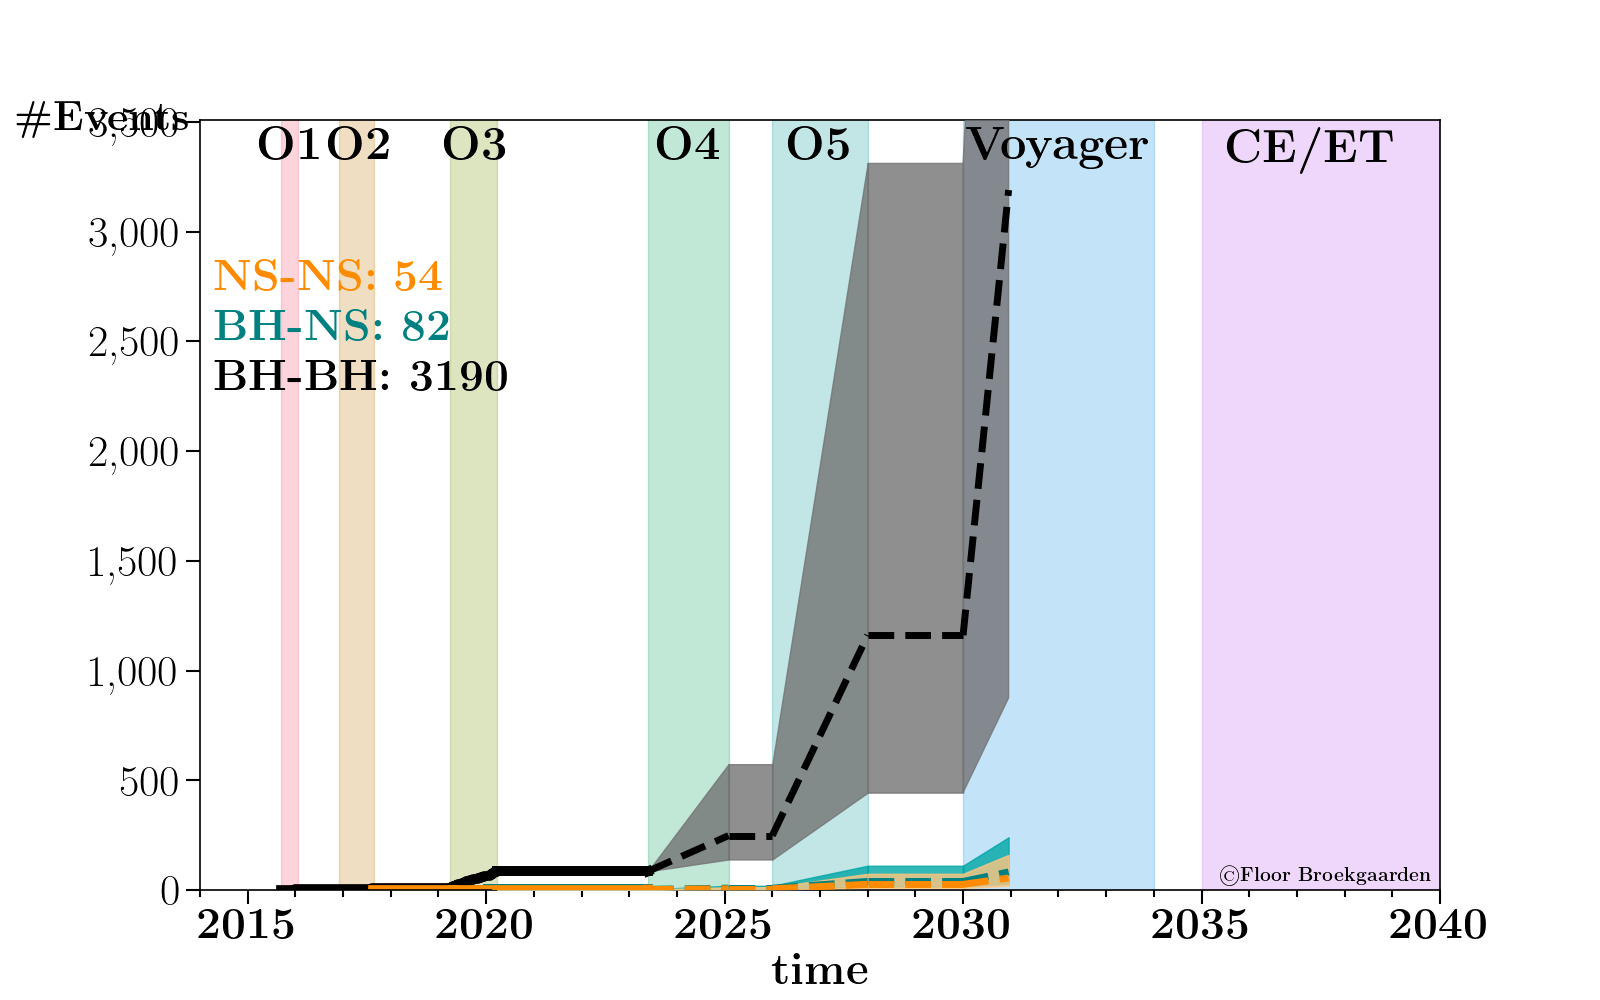 #Events
3,500
O1 O2 O3 O4 O5 Voyager CE/ET
3,000
NS-NS: 54
BH-NS: 82
2,500
BH-BH: 3190
2,000
1,500
1,000
500
0
©Floor Broekgaarden
2015 2020 2025 2030 2035 2040
time